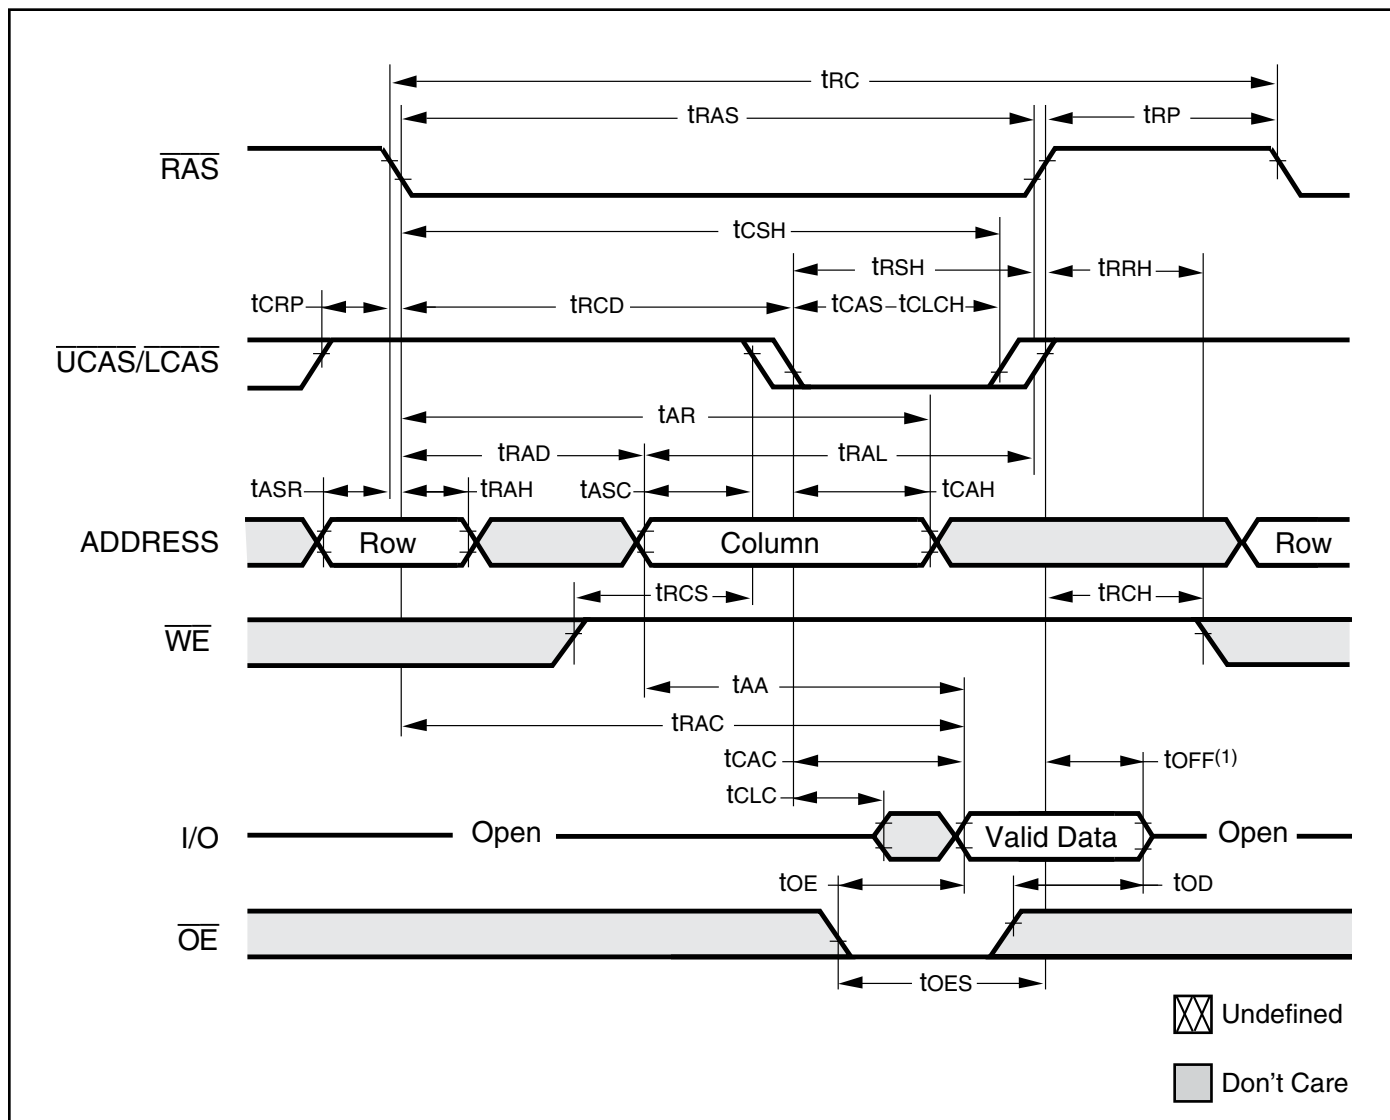 tRC
tRAS tRP
RAS
tCSH
tRSH tRRH
tCRP tRCD tCAS tCLCH
UCAS/LCAS
tAR
tRAD tRAL
tASR tRAH tASC tCAH
ADDRESS Row Column Row
tRCS tRCH
WE
tAA
tRAC
tCAC tOFF(1)
tCLC
I/O Open Valid Data Open
tOE tOD
OE
tOES
Undefined
Don't Care